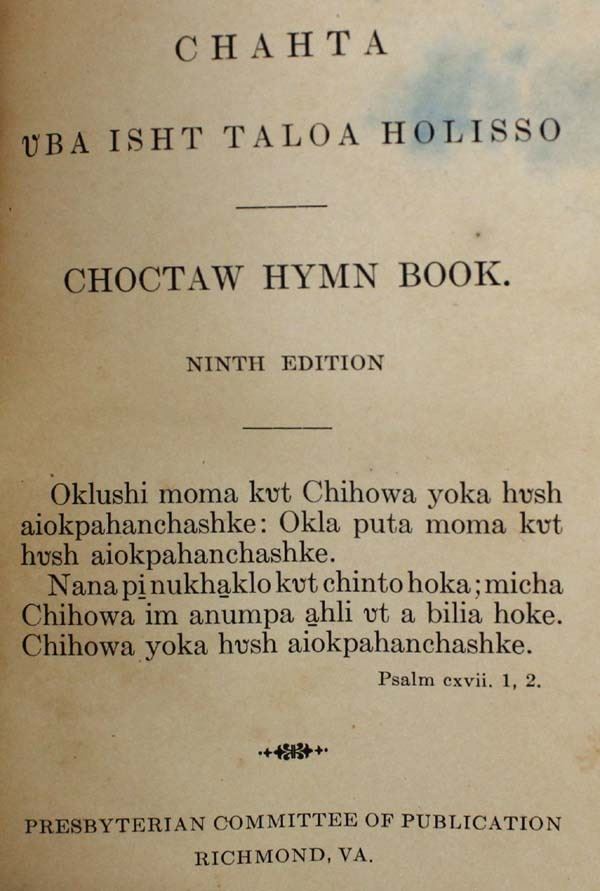 CHAHTA
ƲBA ISHT TALOA HOLISSO
CHOCTAW HYMN BOOK.
NINTH EDITION
Oklushi moma kʋt Chihowa yoka hʋsh
aiokpahanchashke: Okla puta moma kʋt
hʋsh aiokpahanchashke.
Nana pi̱ nukha̱klo kʋt chinto hoka; micha
Chihowa im anumpa a̱hli ʋt a bilia hoke.
Chihowa yoka hʋsh aiokpahanchashke.
Psalm cxvii. 1, 2.
PRESBYTERIAN COMMITTEE OF PUBLICATION
RICHMOND, VA.